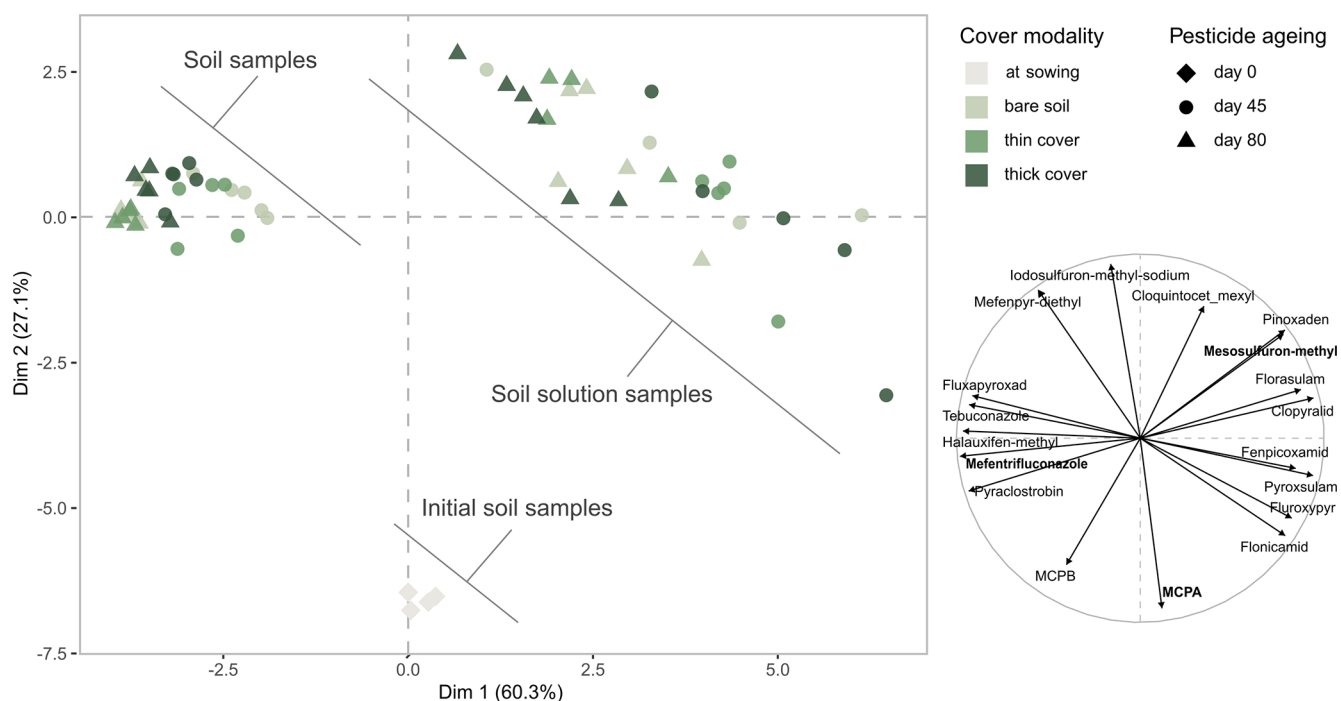 Soil samples
Soil solution samples
Initial soil samples
2.5
0.0
-2.5
-5.0
-7.5
Dim 2 (27.1%)
-2.5
0.0
2.5
5.0
Dim 1 (60.3%)
Cover modality
at sowing
bare soil
thin cover
thick cover
Pesticide ageing
day 0
day 45
day 80
Iodosulfuron-methyl-sodium
Cloquintocet_mexyl
Mefenpyr-diethyl
Pinoxaden
Mesosulfuron-methyl
Florasulam
Clopyralid
Fluxapyroxad
Tebuconazole
Halauxifen-methyl
Mefentrifluconazole
Pyraclostrobin
Fenpicoxamid
Pyroxsulam
Fluroxypyr
Flonicamid
MCPB
MCPA